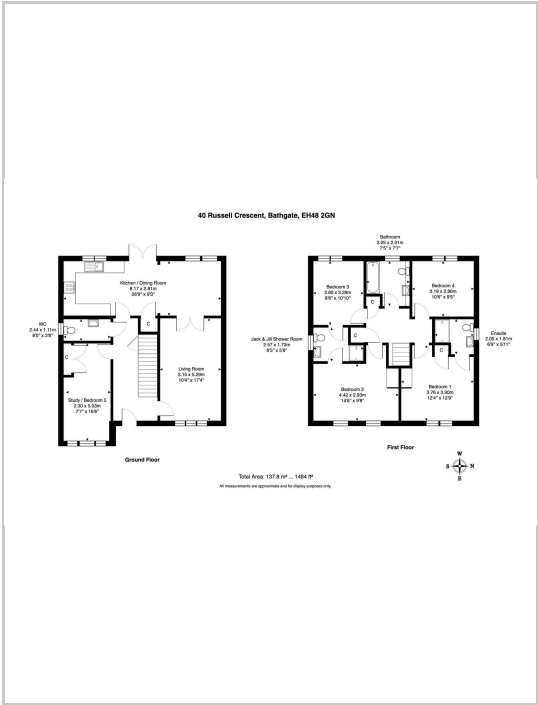 40 Russell Crescent, Bathgate, EH48 2GN
Kitchen / Dining Room
8.17 x 2.81m
26'9" x 9'3"
WC
2.44 x 1.11m
8'0" x 3'8"
C
C
Study / Bedroom 5
2.30 x 5.03m
7'7" x 16'6"
Living Room
3.15 x 5.29m
10'4" x 17'4"
Ground Floor
Bathroom
2.25 x 2.31m
7'5" x 7'7"
Bedroom 3
2.60 x 3.29m
8'6" x 10'10"
Bedroom 4
3.19 x 2.86m
10'6" x 9'5"
C
C
Jack & Jill Shower Room
2.57 x 1.73m
8'5" x 5'8"
Ensuite
2.05 x 1.81m
6'9" x 5'11"
C
Bedroom 2
4.42 x 2.93m
14'6" x 9'8"
Bedroom 1
3.76 x 3.90m
12'4" x 12'9"
First Floor
W
S N
E
Total Area: 137.8 m² ... 1484 ft²
All measurements are approximate and for display purposes only.